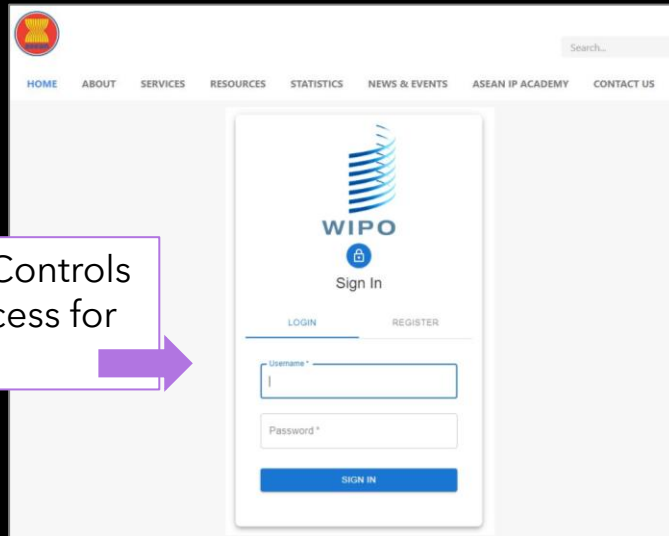 Search...
HOME ABOUT SERVICES RESOURCES STATISTICS NEWS & EVENTS ASEAN IP ACADEMY CONTACT US
WIPO
Sign In
LOGIN REGISTER
Controls
cess for
Username *
Password *
SIGN IN